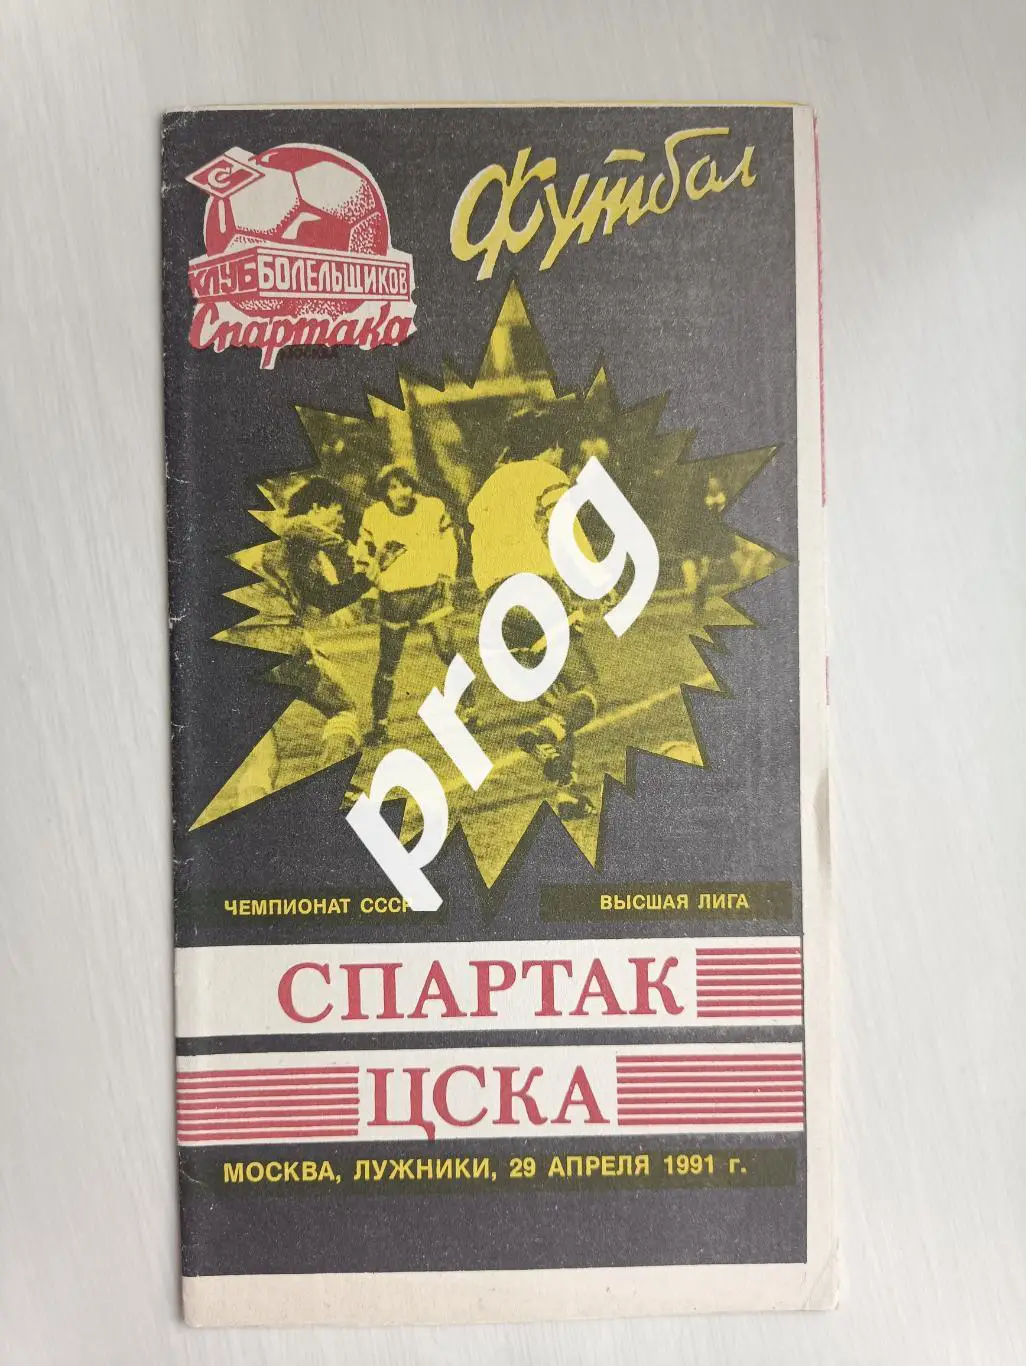 С
КЛУБ БОЛЕЛЬЩИКОВ
Спартака
МОСКВА
Футбол
prog
ЧЕМПИОНАТ СССР
ВЫСШАЯ ЛИГА
СПАРТАК
ЦСКА
МОСКВА, ЛУЖНИКИ, 29 АПРЕЛЯ 1991 г.